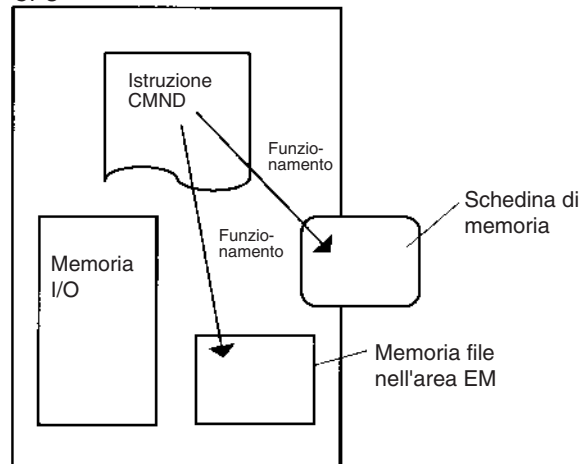 Istruzione
CMND
Funzio-
namento
Schedina di
memoria
Funzio-
namento
Memoria
I/O
Memoria file
nell'area EM